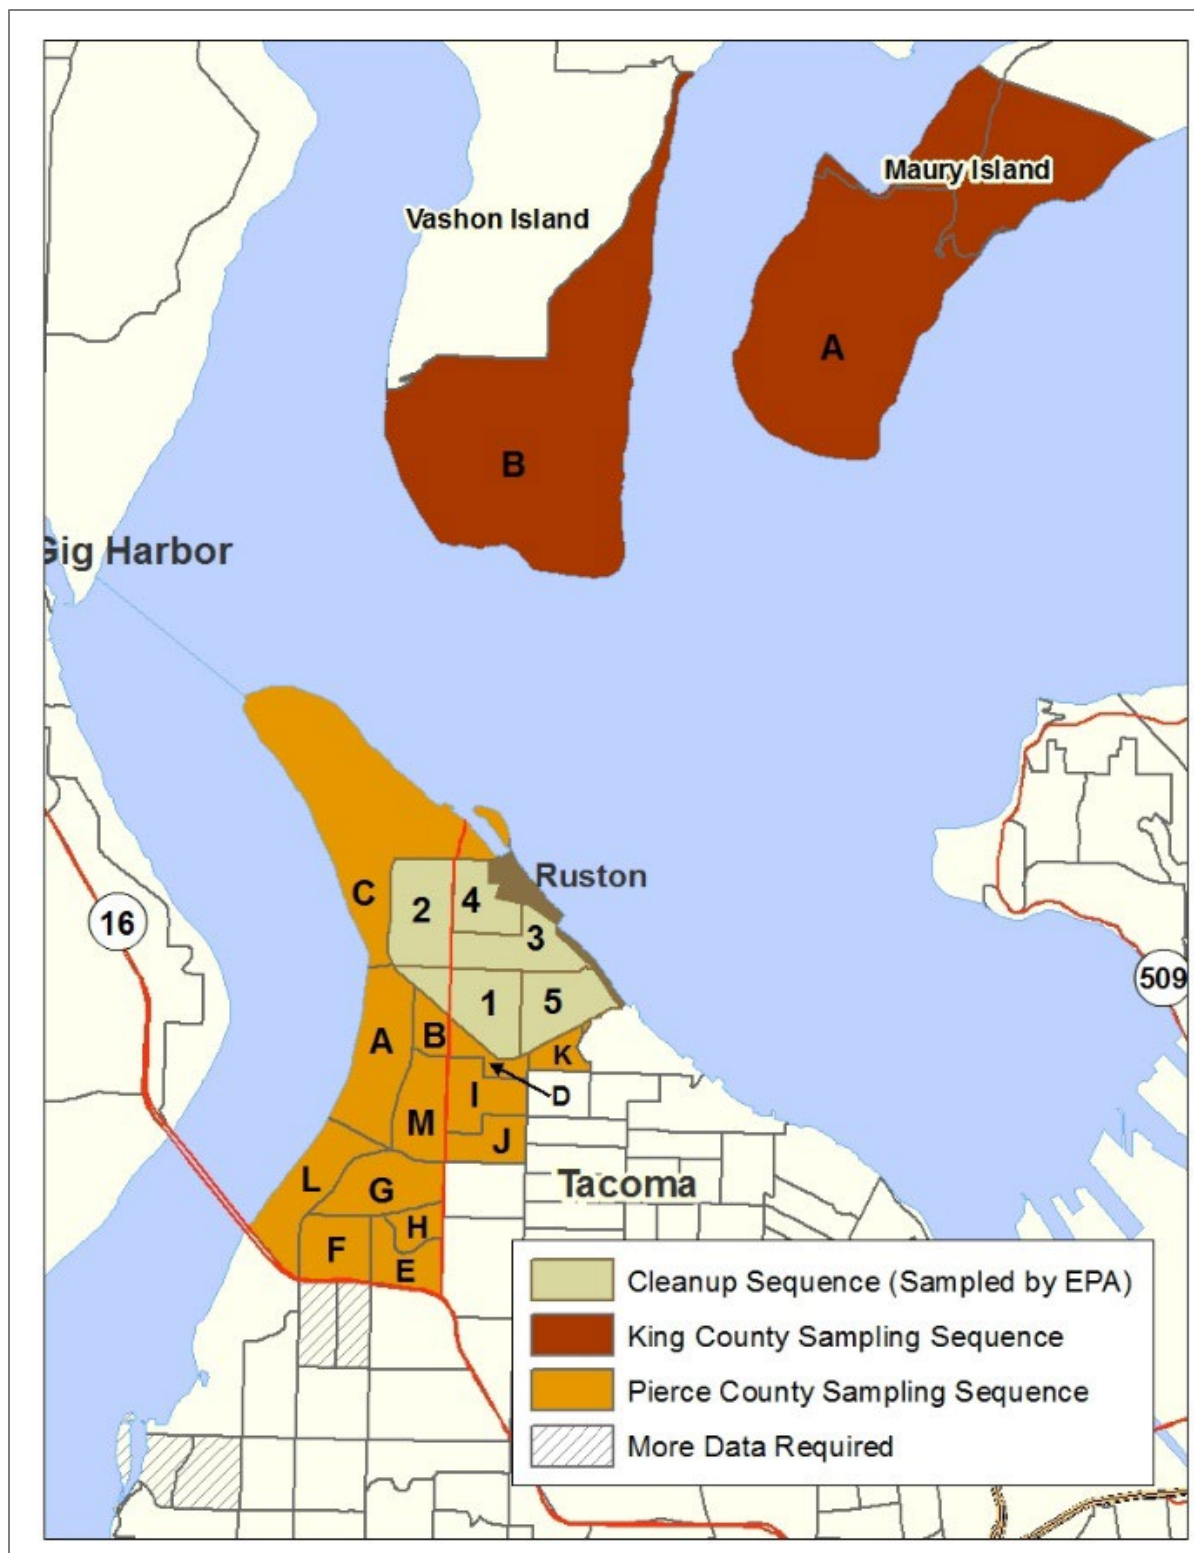 Maury Island
Vashon Island
A
B
Gig Harbor
Ruston
C
2
4
16
3
509
1
5
A
B
K
D
I
M
J
L
G
Tacoma
H
F
E
Cleanup Sequence (Sampled by EPA)
King County Sampling Sequence
Pierce County Sampling Sequence
More Data Required